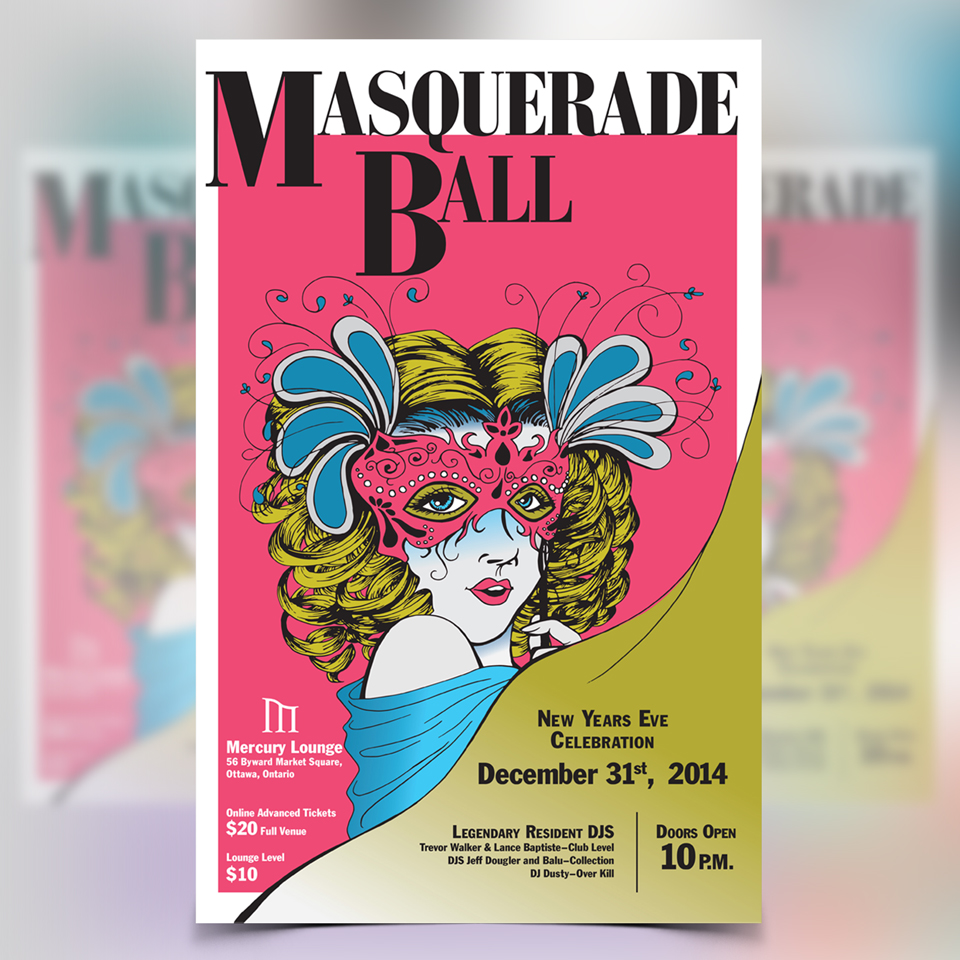 MASQUERADE
BALL
M
Mercury Lounge
56 Byward Market Square,
Ottawa, Ontario
Online Advanced Tickets
$20 Full Venue
Lounge Level
$10
NEW YEARS EVE
CELEBRATION
December 31st, 2014
LEGENDARY RESIDENT DJS
Trevor Walker & Lance Baptiste–Club Level
DJS Jeff Dougler and Balu–Collection
DJ Dusty–Over Kill
DOORS OPEN
10 P.M.